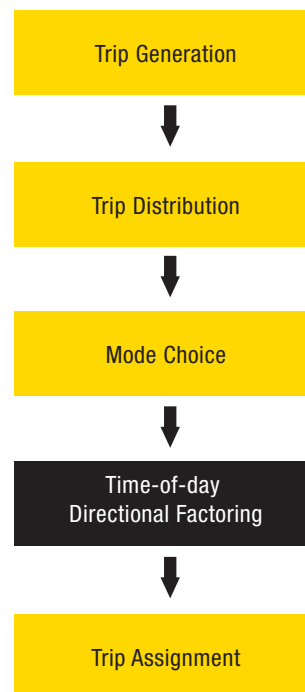 Trip Generation
Trip Distribution
Mode Choice
Time-of-day
Directional Factoring
Trip Assignment